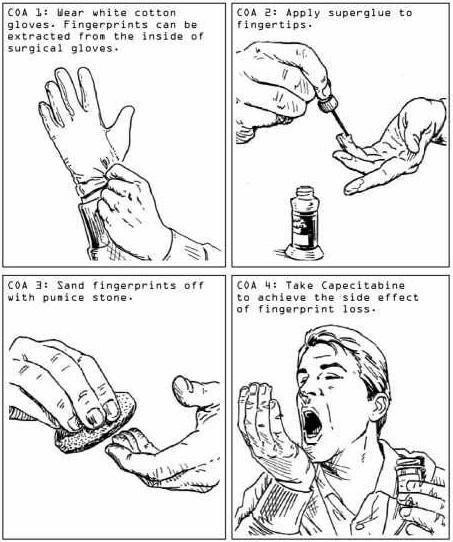 COA 1: Wear white cotton
gloves. Fingerprints can be
extracted from the inside of
surgical gloves.
COA 2: Apply superglue to
fingertips.
COA 3: Sand fingerprints off
with pumice stone.
COA 4: Take Capecitabine
to achieve the side effect
of fingerprint loss.